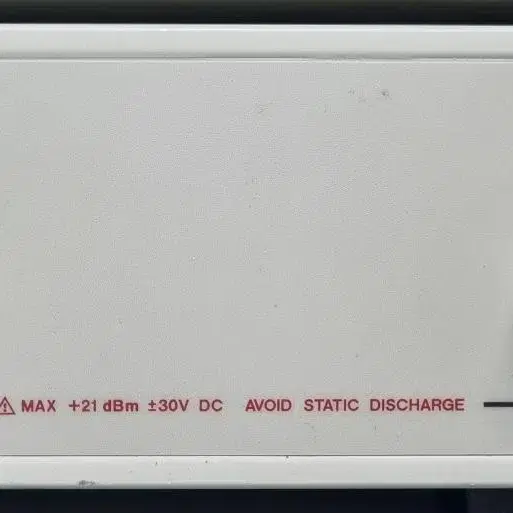 ⚠ MAX +21 dBm ±30V DC AVOID STATIC DISCHARGE